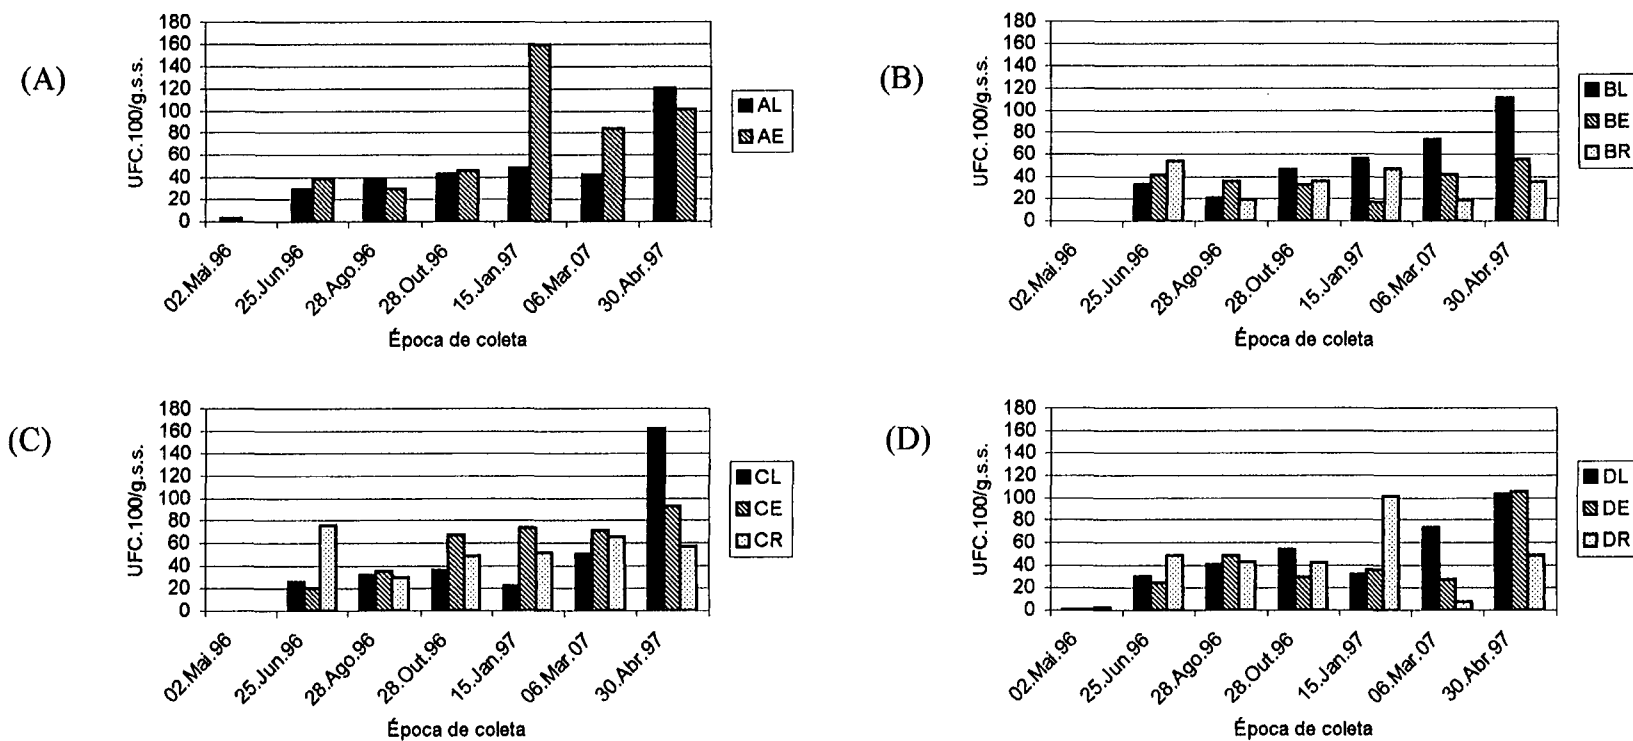 (A)
UFC.100/g.s.s.
180
160
140
120
100
80
60
40
20
0
02.Mai.96
25.Jun.96
28.Ago.96
28.Out.96
15.Jan.97
06.Mar.07
30.Abr.97
Época de coleta
AL
AE
(B)
UFC.100/g.s.s.
180
160
140
120
100
80
60
40
20
0
02.Mai.96
25.Jun.96
28.Ago.96
28.Out.96
15.Jan.97
06.Mar.07
30.Abr.97
Época de coleta
BL
BE
BR
(C)
UFC.100/g.s.s.
180
160
140
120
100
80
60
40
20
0
02.Mai.96
25.Jun.96
28.Ago.96
28.Out.96
15.Jan.97
06.Mar.07
30.Abr.97
Época de coleta
CL
CE
CR
(D)
UFC.100/g.s.s.
180
160
140
120
100
80
60
40
20
0
02.Mai.96
25.Jun.96
28.Ago.96
28.Out.96
15.Jan.97
06.Mar.07
30.Abr.97
Época de coleta
DL
DE
DR